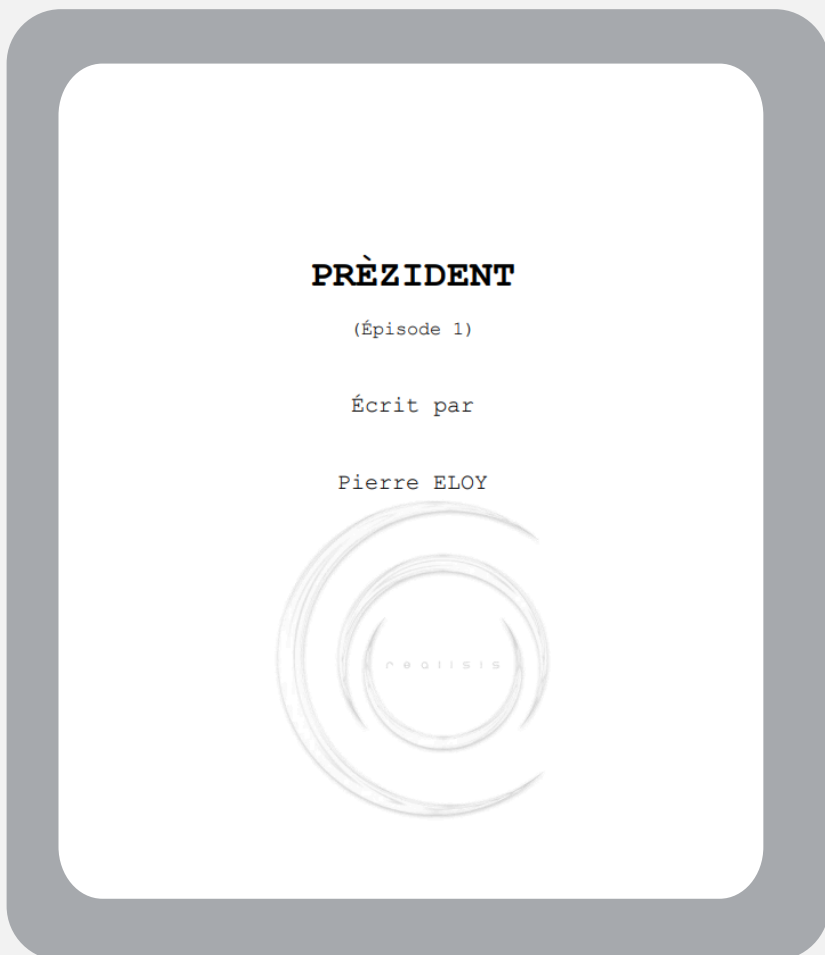 PRÈZIDENT
(Épisode 1)
Écrit par
Pierre ELOY
realisis